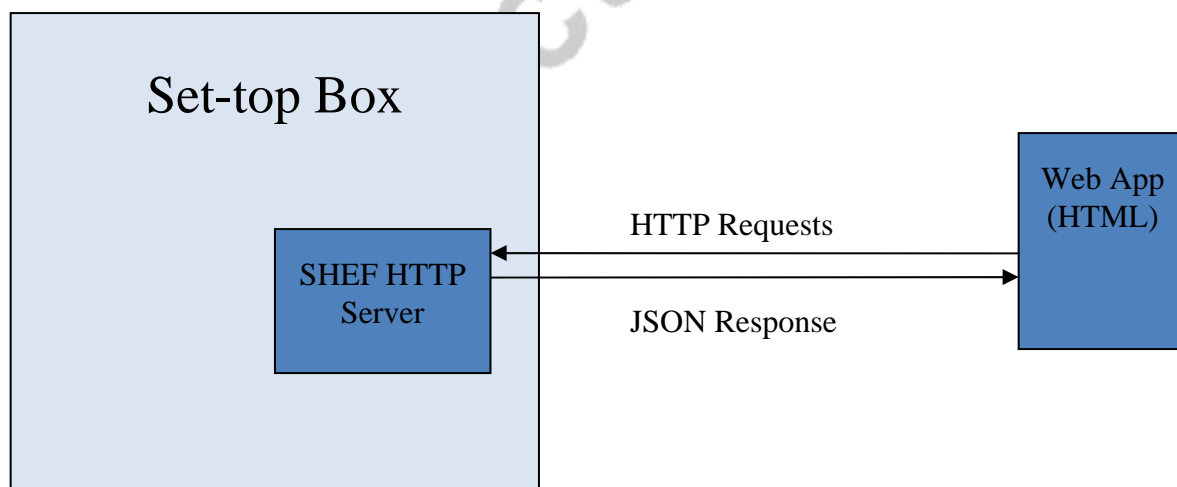 Set-top Box
Web App
(HTML)
HTTP Requests
SHEF HTTP
Server
JSON Response